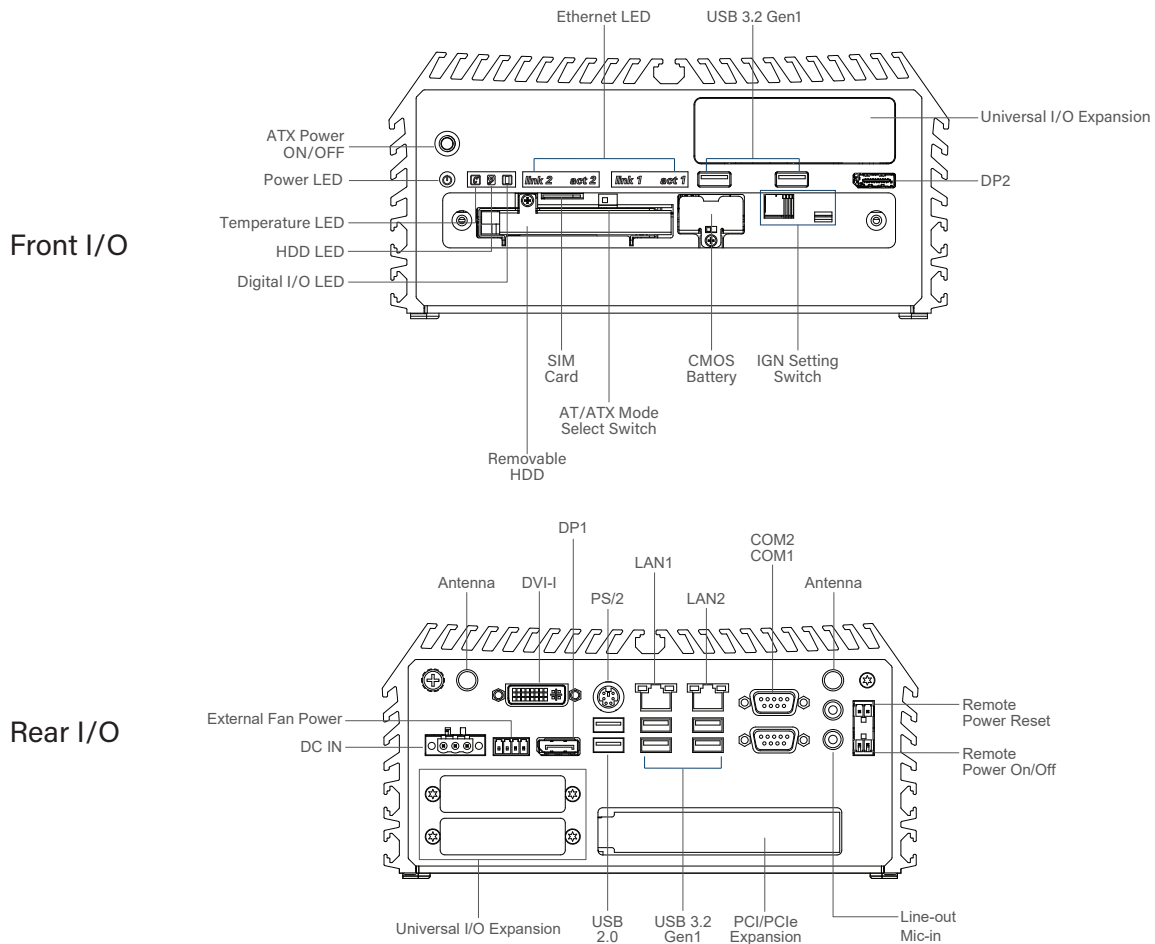 Ethernet LED
USB 3.2 Gen1
Universal I/O Expansion
ATX Power
ON/OFF
Power LED
link 2 act 2
link 1 act 1
DP2
Temperature LED
Front I/O
HDD LED
Digital I/O LED
SIM
Card
CMOS
Battery
IGN Setting
Switch
AT/ATX Mode
Select Switch
Removable
HDD
DP1
COM2
COM1
LAN1
Antenna
DVI-I
Antenna
PS/2
LAN2
External Fan Power
Remote
Power Reset
Rear I/O
DC IN
Remote
Power On/Off
Universal I/O Expansion
USB
2.0
USB 3.2
Gen1
PCI/PCIe
Expansion
Line-out
Mic-in